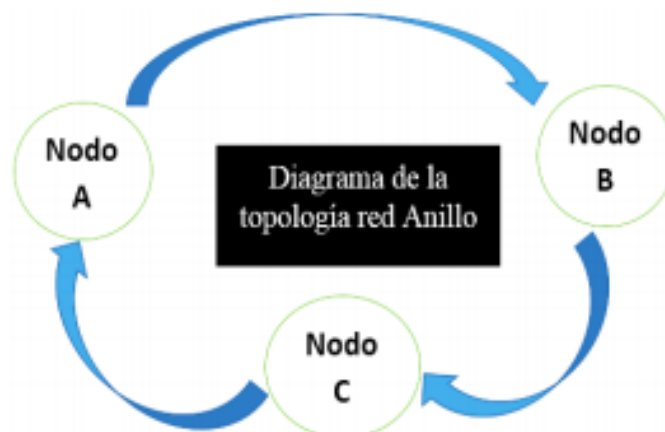 Nodo
A
Diagrama de la
topología red Anillo
Nodo
B
Nodo
C